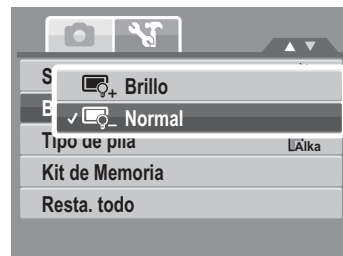 S
Brillo
B
Normal
Tipo de pila
Alka
Kit de Memoria
Resta. todo